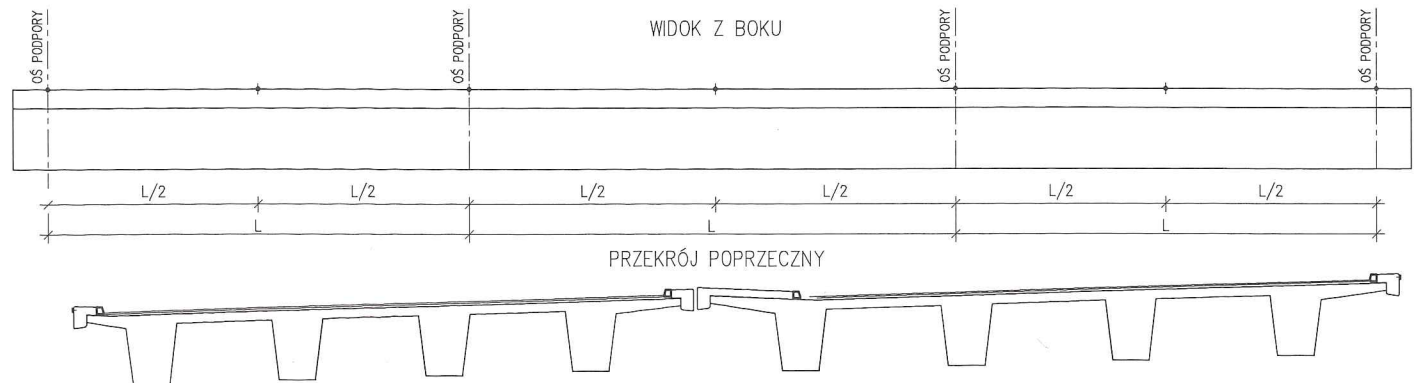 WIDOK Z BOKU
OŚ PODPORY
OŚ PODPORY
OŚ PODPORY
OŚ PODPORY
L/2
L/2
L/2
L/2
L/2
L/2
L
L
L
PRZEKRÓJ POPRZECZNY